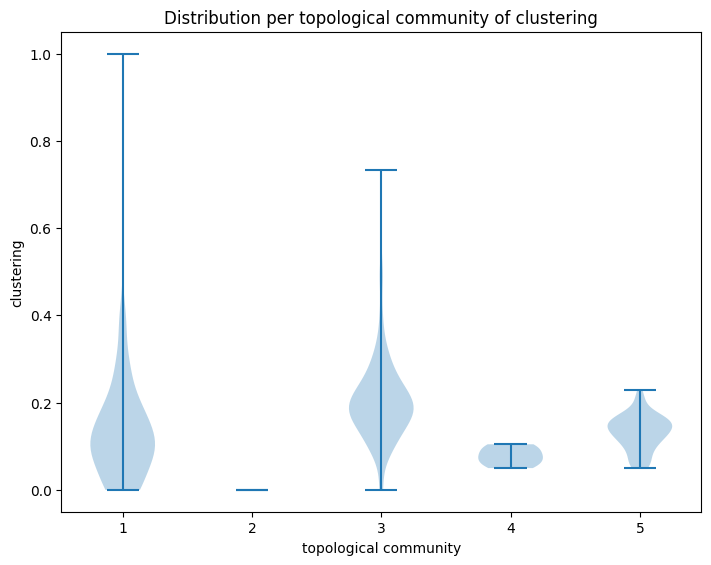 Distribution per topological community of clustering
1.0
0.8
0.6
0.4
0.2
0.0
clustering
1 2 3 4 5
topological community